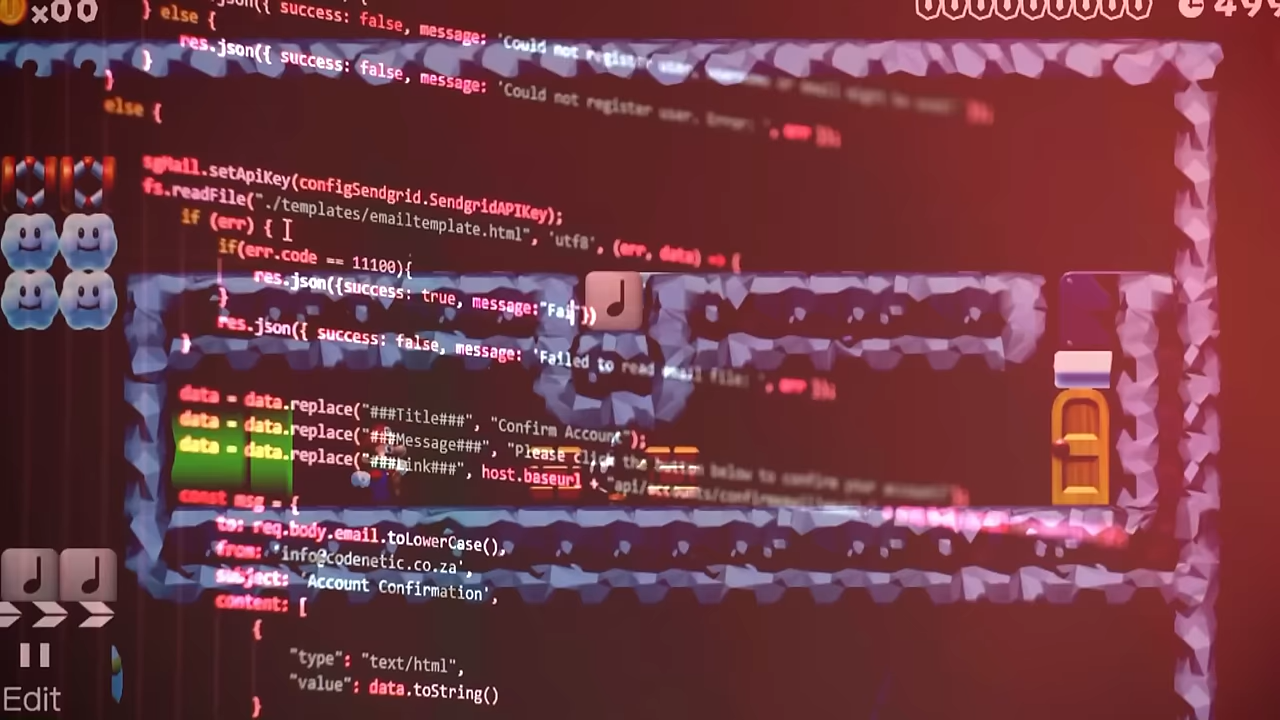 ×00
0000000000
499
.json({ success: false, message: 'Could not register user.
} else {
res.json({ success: false, message: 'Could not register user. Error: ', err });
}
}
else {
sgMail.setApiKey(configSendgrid.SendgridAPIKey);
fs.readFile("./templates/emailtemplate.html", 'utf8', (err, data) => {
if (err) {
if(err.code == 11100){
res.json({success: true, message:"Fai"})
}
res.json({ success: false, message: 'Failed to read email file: ', err });
}
data = data.replace("###Title###", "Confirm Account");
data = data.replace("###Message###", "Please click the button below to confirm your account
data = data.replace("###Link###", host.baseurl + "api/accounts/
const msg = {
to: req.body.email.toLowerCase(),
from: 'info@codenetic.co.za',
subject: 'Account Confirmation',
content: [
{
"type": "text/html",
"value": data.toString()
}
Edit